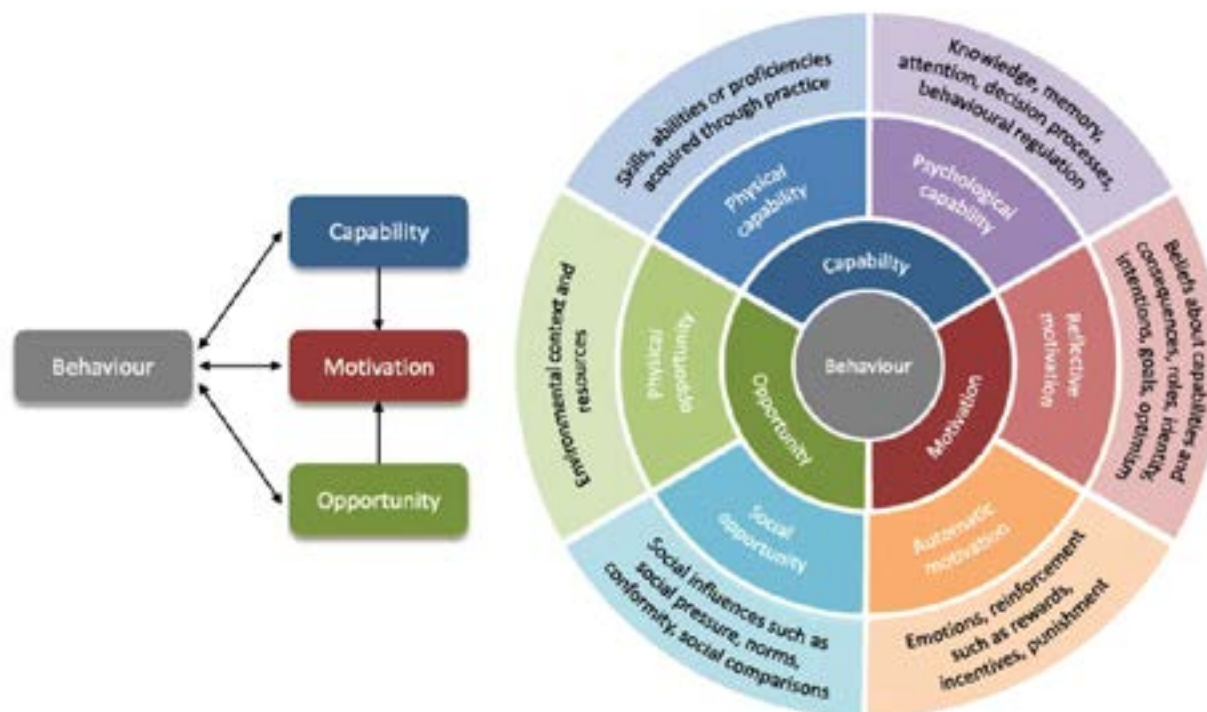 Capability
Behaviour
Motivation
Opportunity
Skills, abilities or proficiencies
acquired through practice
Knowledge, memory,
attention, decision processes,
behavioural regulation
Physical
capability
Psychological
capability
Capability
Environmental context and
resources
Physical
opportunity
Opportunity
Behaviour
Motivation
Reflective
motivation
Beliefs about capabilities and
consequences, roles, identity,
intentions, goals, optimism
Social
opportunity
Automatic
motivation
Social influences such as
social pressure, norms,
conformity, social comparisons
Emotions, reinforcement
such as rewards,
incentives, punishment